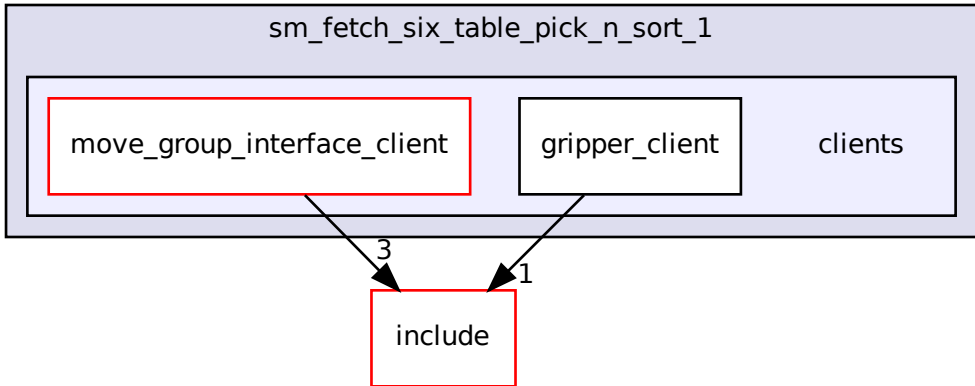 sm_fetch_six_table_pick_n_sort_1
move_group_interface_client
gripper_client
clients
3
1
include